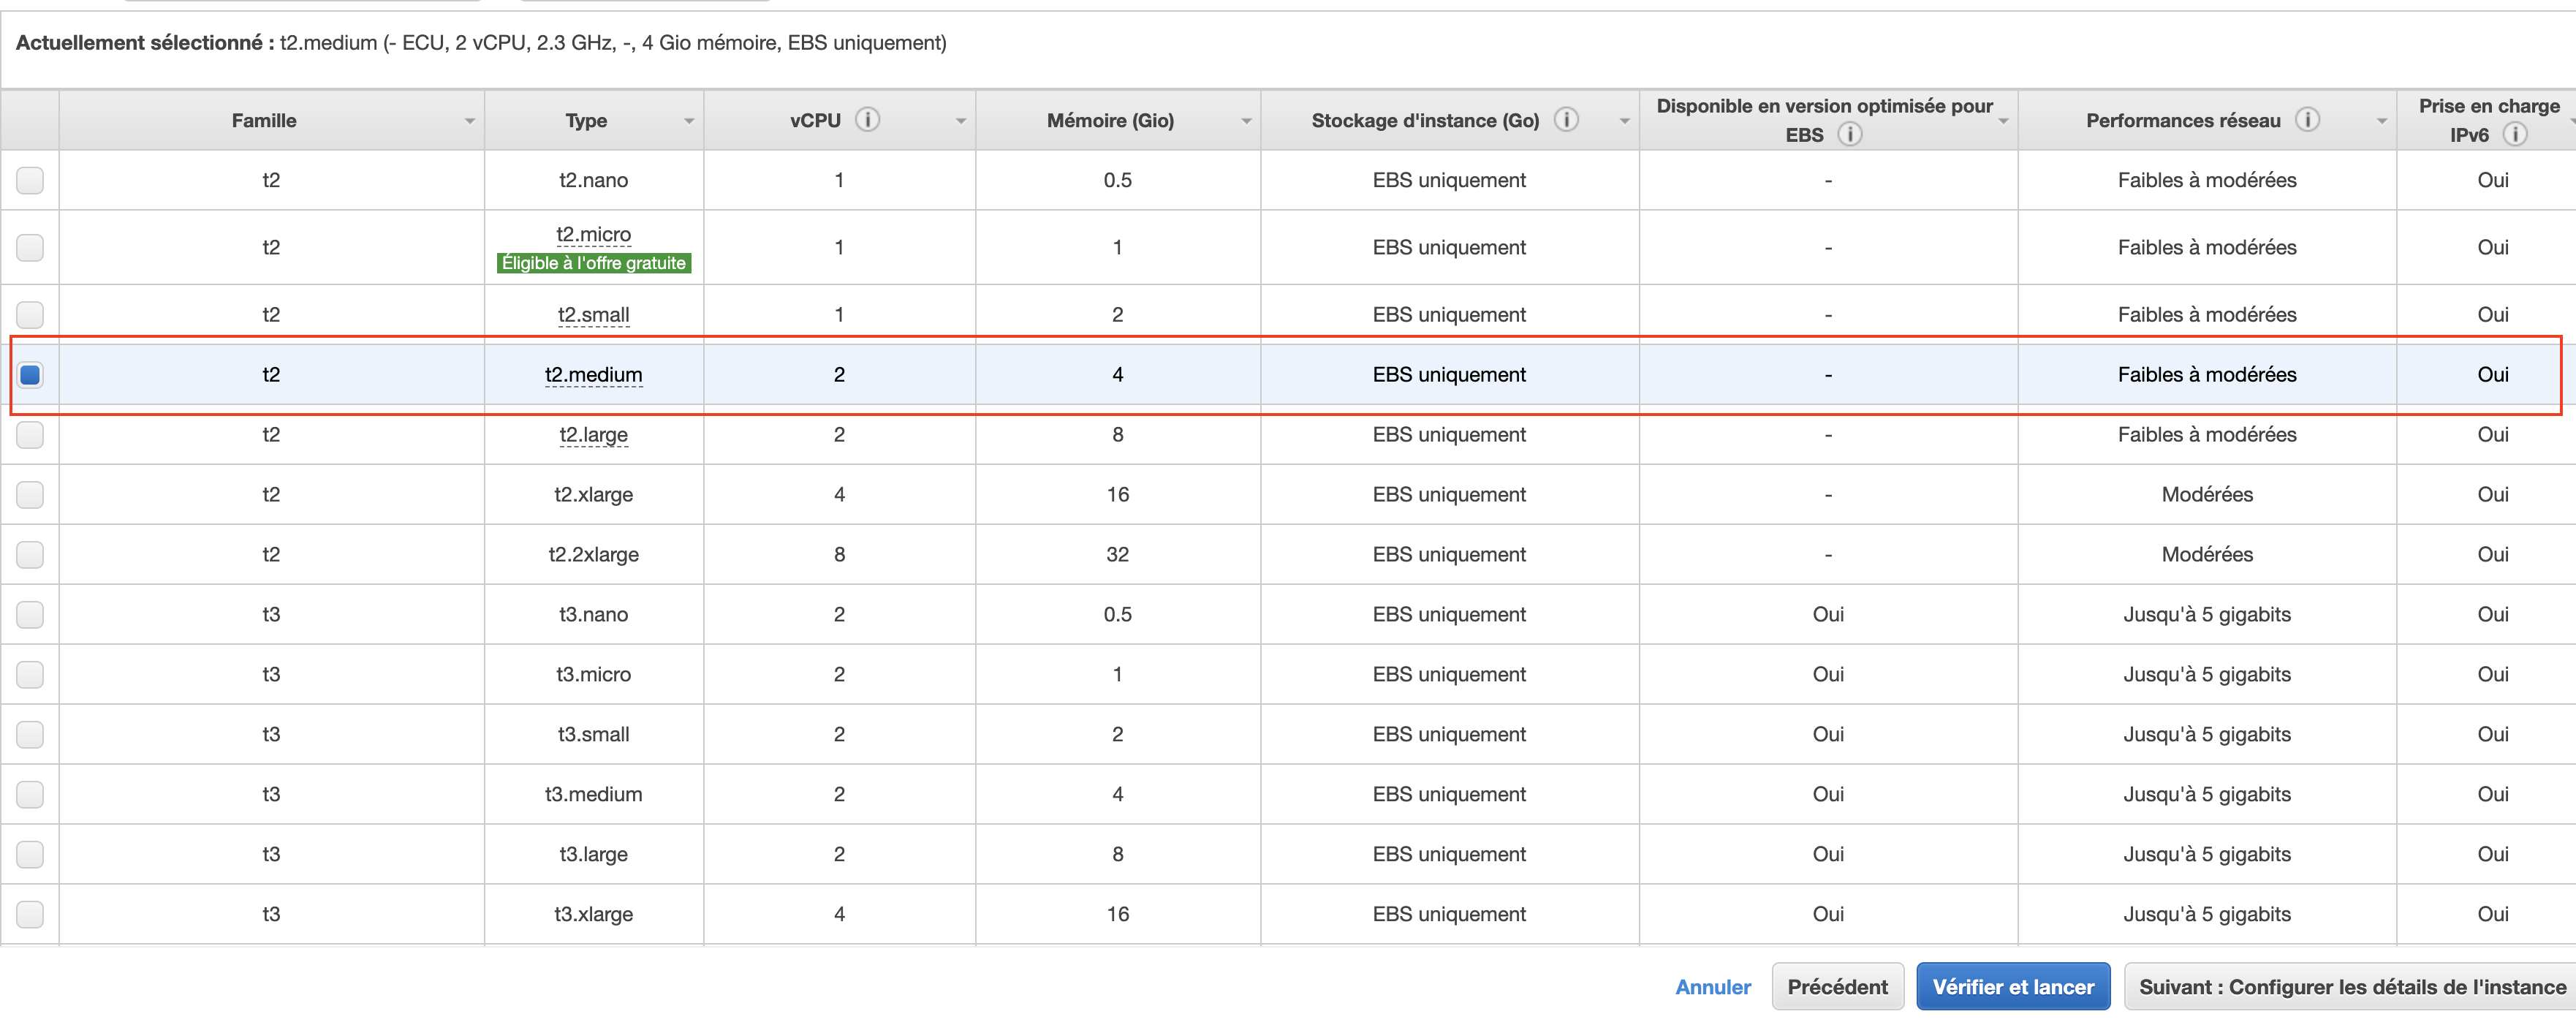 Actuellement sélectionné : t2.medium (- ECU, 2 vCPU, 2.3 GHz, -, 4 Gio mémoire, EBS uniquement)
Famille Type vCPU Mémoire (Gio) Stockage d'instance (Go) Disponible en version optimisée pour EBS Performances réseau Prise en charge IPv6
t2 t2.nano 1 0.5 EBS uniquement - Faibles à modérées Oui
t2 t2.micro Éligible à l'offre gratuite 1 1 EBS uniquement - Faibles à modérées Oui
t2 t2.small 1 2 EBS uniquement - Faibles à modérées Oui
t2 t2.medium 2 4 EBS uniquement - Faibles à modérées Oui
t2 t2.large 2 8 EBS uniquement - Faibles à modérées Oui
t2 t2.xlarge 4 16 EBS uniquement - Modérées Oui
t2 t2.2xlarge 8 32 EBS uniquement - Modérées Oui
t3 t3.nano 2 0.5 EBS uniquement Oui Jusqu'à 5 gigabits Oui
t3 t3.micro 2 1 EBS uniquement Oui Jusqu'à 5 gigabits Oui
t3 t3.small 2 2 EBS uniquement Oui Jusqu'à 5 gigabits Oui
t3 t3.medium 2 4 EBS uniquement Oui Jusqu'à 5 gigabits Oui
t3 t3.large 2 8 EBS uniquement Oui Jusqu'à 5 gigabits Oui
t3 t3.xlarge 4 16 EBS uniquement Oui Jusqu'à 5 gigabits Oui
Annuler Précédent Vérifier et lancer Suivant : Configurer les détails de l'instance